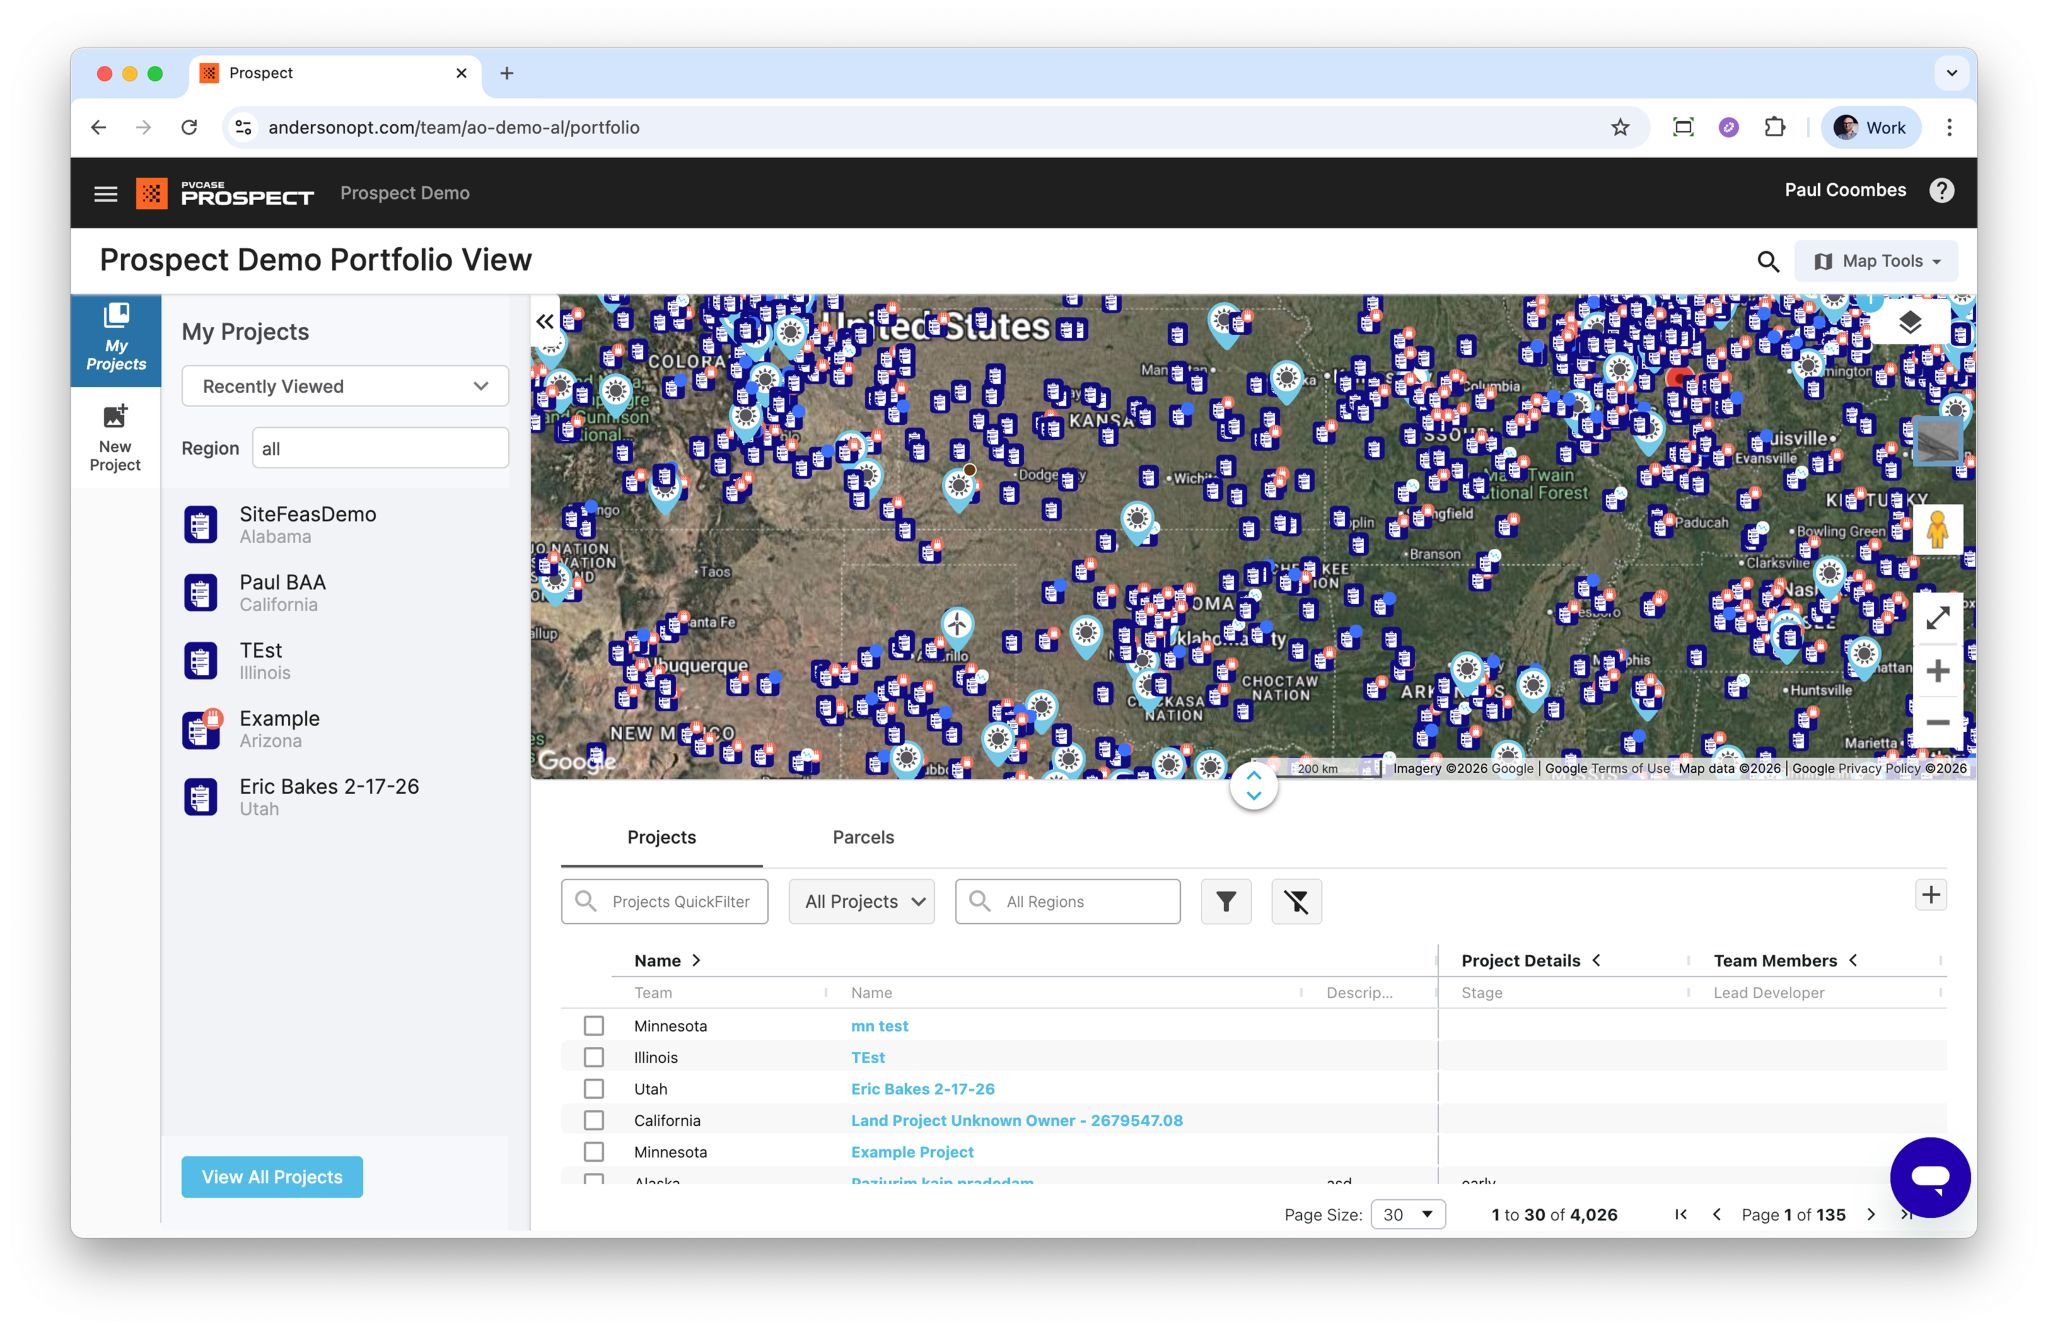 Prospect
andersonopt.com/team/ao-demo-al/portfolio
Work
PVCASE
PROSPECT
Prospect Demo
Paul Coombes
Prospect Demo Portfolio View
Map Tools
My
Projects
New
Project
My Projects
Recently Viewed
Region
all
SiteFeasDemo
Alabama
Paul BAA
California
TEst
Illinois
Example
Arizona
Eric Bakes 2-17-26
Utah
View All Projects
United States
KANSA
Columbia
Dodge
Mark Twain
National Forest
Evansville
Paducah
Bowling Green
Clarksville
Branson
Taos
Santa Fe
Albuquerque
NEW MEXICO
CHOCTAW
NATION
Huntsville
Marietta
Google
200 km
Imagery ©2026 Google
Google Terms of Use
Map data ©2026
Google Privacy Policy ©2026
Projects
Parcels
Projects QuickFilter
All Projects
All Regions
Name
Project Details
Team Members
Team
Name
Descrip...
Stage
Lead Developer
Minnesota
mn test
Illinois
TEst
Utah
Eric Bakes 2-17-26
California
Land Project Unknown Owner - 2679547.08
Minnesota
Example Project
Page Size:
30
1 to 30 of 4,026
Page 1 of 135